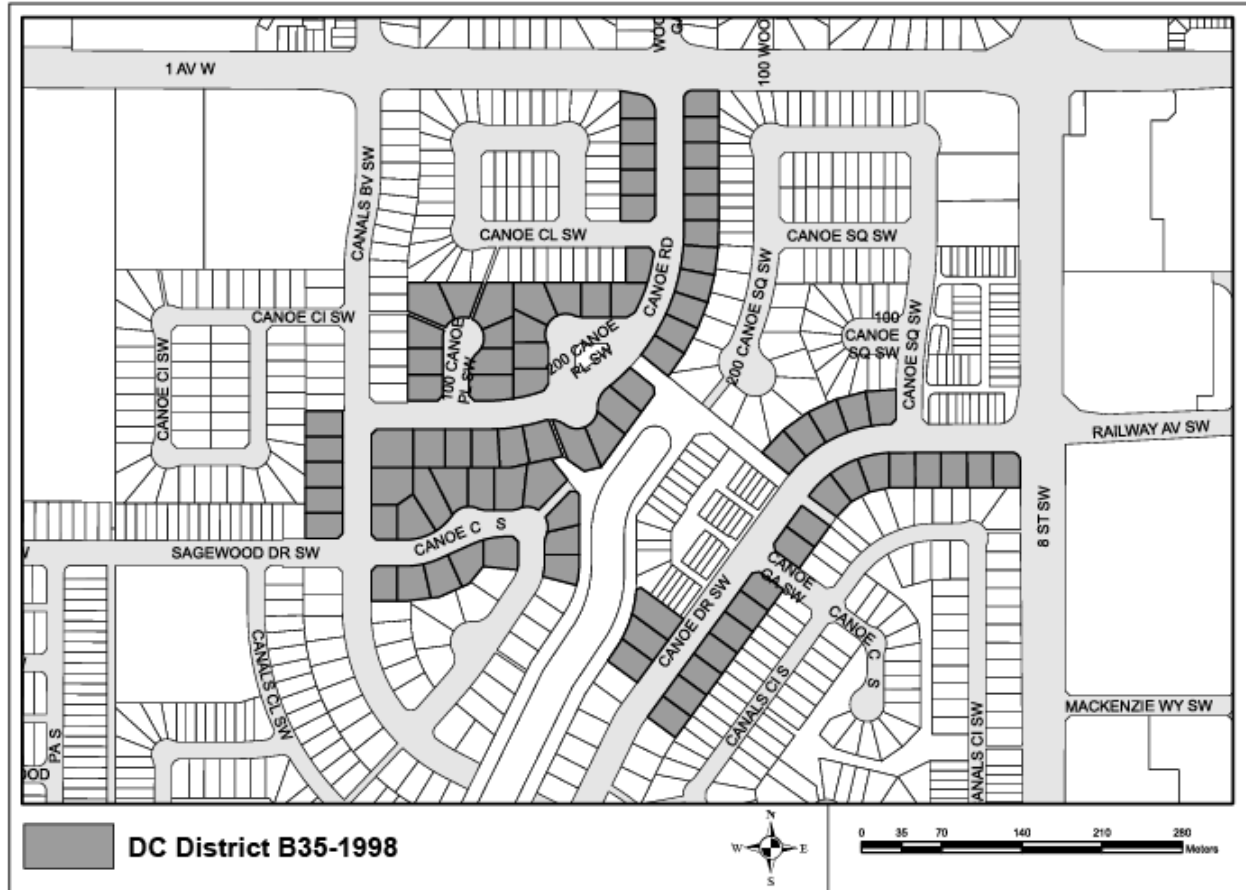 WOO
GA
100 WOO
1 AV W
CANALS BV SW
CANOE CL SW
CANOE RD
CANOE SQ SW
200 CANOE SQ SW
100
CANOE
SQ SW
CANOE SQ SW
CANOE CI SW
CANOE CI SW
100 CANOE
PL SW
200 CANOE
PL SW
RAILWAY AV SW
8 ST SW
SAGEWOOD DR SW
CANOE C S
CANOE
GA SW
CANOE DR SW
CANOE C S
CANALS CL SW
CANALS CI S
ANALS CI SW
MACKENZIE WY SW
PA S
OOD
W
DC District B35-1998
N
W E
S
0 35 70 140 210 280
Meters